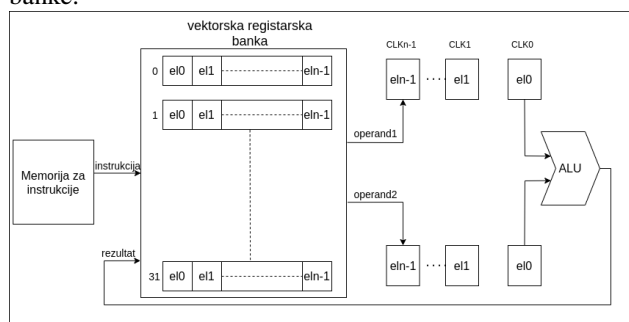 banke.
vektorska registarska
banka
CLKn-1 CLK1 CLK0
0 el0 el1 eln-1
eln-1 el1 el0
1 el0 el1 eln-1
operand1
Memorija za
instrukcije
instrukcija
ALU
operand2
rezultat
31 el0 el1 eln-1
eln-1 el1 el0